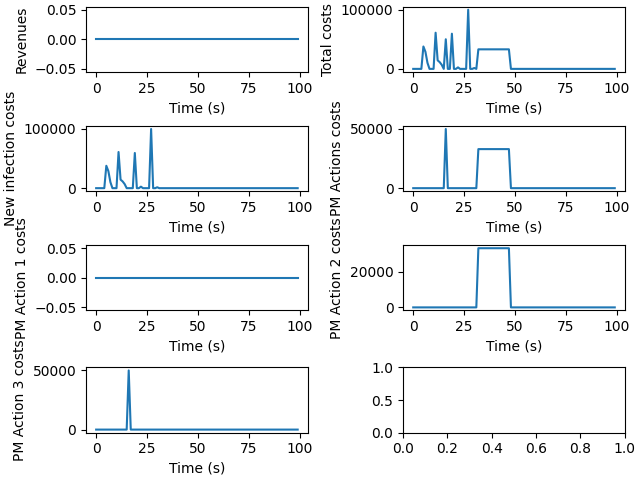 Revenues
0.05
0.00
−0.05
0 25 50 75 100
Time (s)
Total costs
100000
0
0 25 50 75 100
Time (s)
New infection costs
100000
0
0 25 50 75 100
Time (s)
PM Actions costs
50000
0
0 25 50 75 100
Time (s)
PM Action 1 costs
0.05
0.00
−0.05
0 25 50 75 100
Time (s)
PM Action 2 costs
20000
0
0 25 50 75 100
Time (s)
PM Action 3 costs
50000
0
0 25 50 75 100
Time (s)
1.0
0.5
0.0
0.0 0.2 0.4 0.6 0.8 1.0